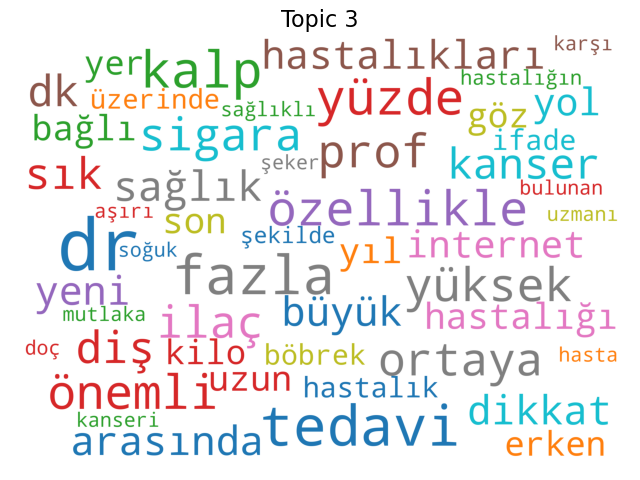 Topic 3
karşı
hastalıkları
yer
kalp
hastalığın
dk
üzerinde
sağlıklı
yüzde
göz
yol
bağlı
sigara
prof
ifade
kanser
sık
şeker
sağlık
bulunan
özellikle
aşırı
son
uzmanı
dr
soğuk
şekilde
yıl
internet
fazla
yüksek
yeni
mutlaka
ilaç
büyük
hastalığı
doç
diş
kilo
böbrek
ortaya
hasta
önemli
uzun
hastalık
kanseri
arasında
tedavi
dikkat
erken